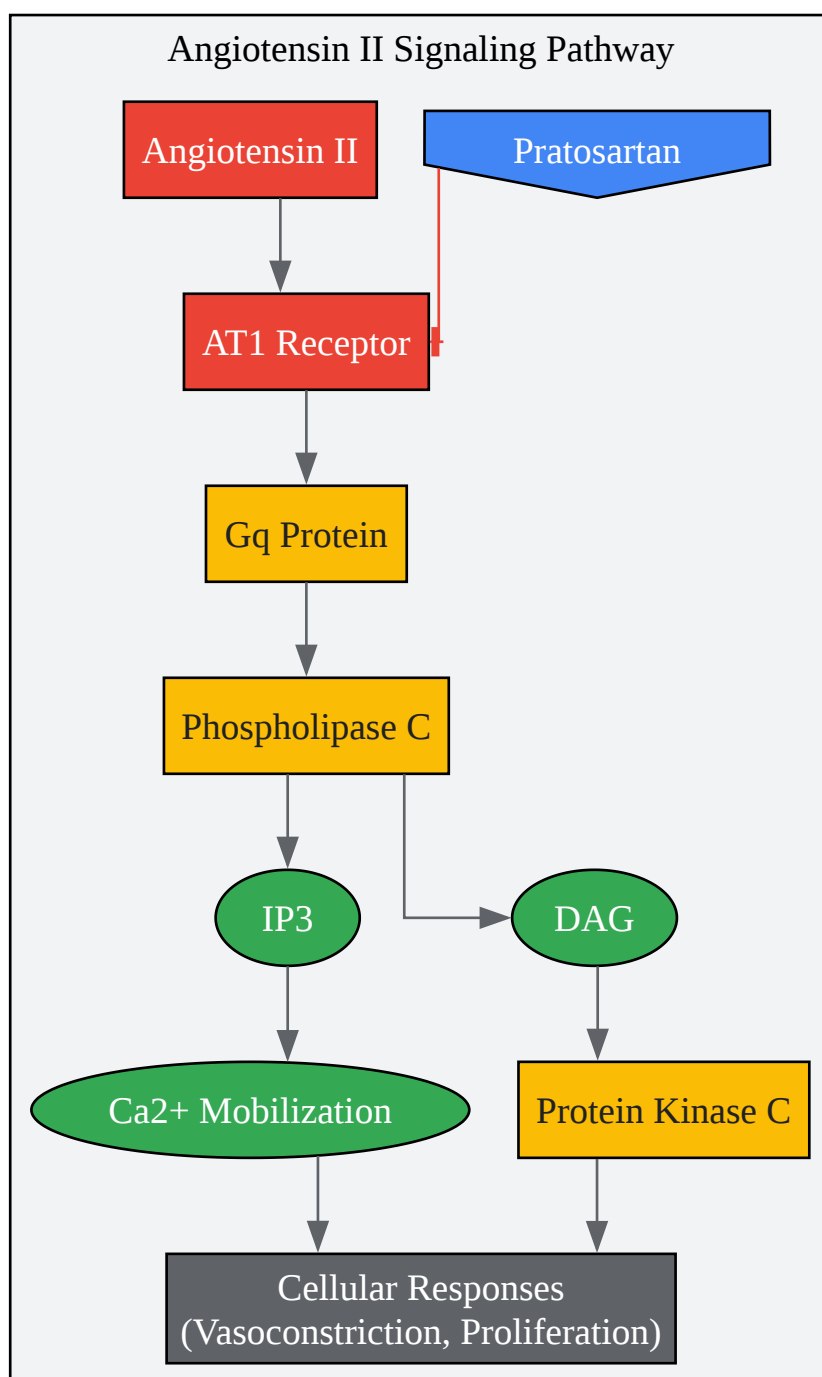 Angiotensin II Signaling Pathway
Angiotensin II
Pratosartan
AT1 Receptor
Gq Protein
Phospholipase C
IP3
DAG
Ca2+ Mobilization
Protein Kinase C
Cellular Responses
(Vasoconstriction, Proliferation)